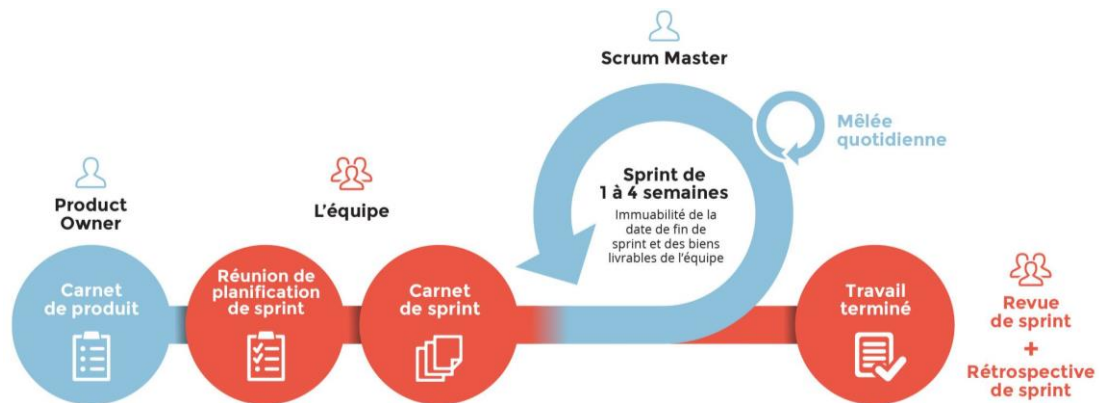 Scrum Master
Mêlée
quotidienne
Sprint de
1 à 4 semaines
Immuabilité de la
date de fin de
sprint et des biens
livrables de l'équipe
Product
Owner
L'équipe
Carnet
de produit
Réunion de
planification
de sprint
Carnet
de sprint
Travail
terminé
Revue
de sprint
+
Rétrospective
de sprint